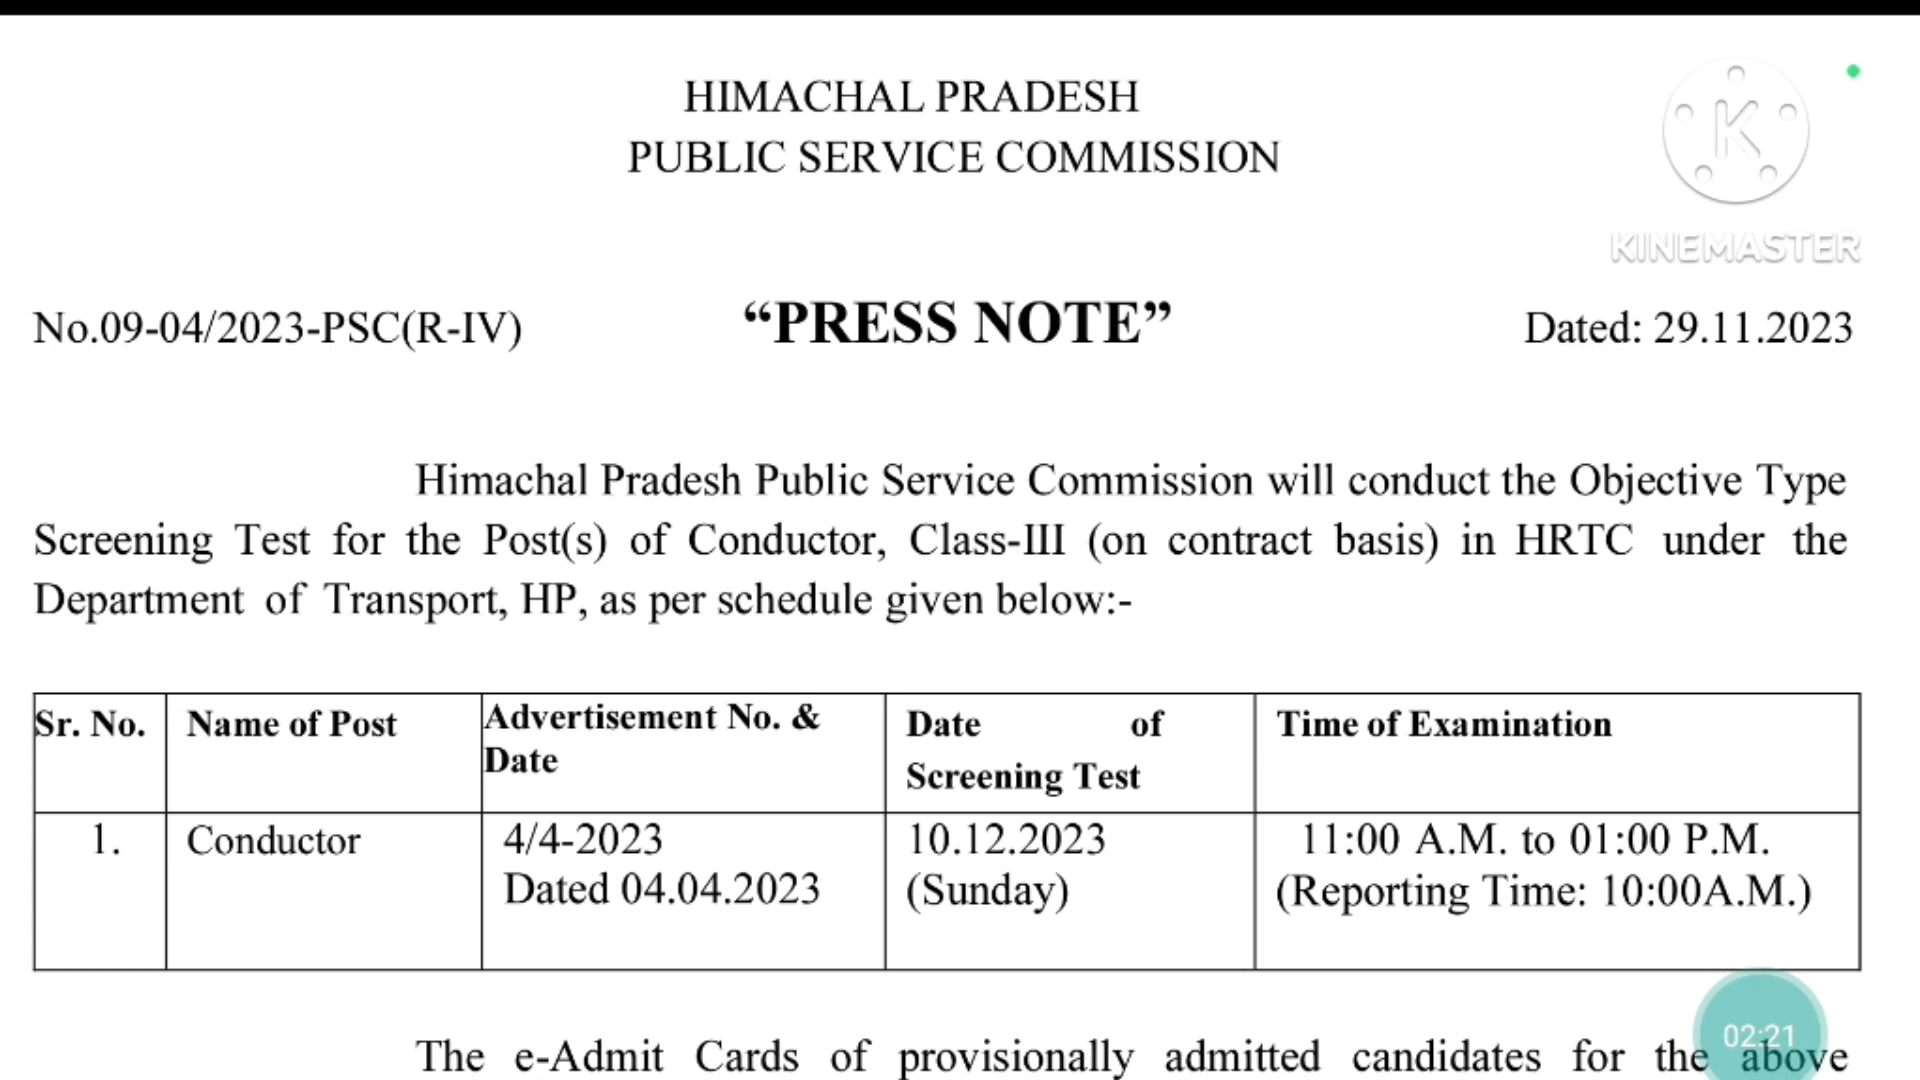 HIMACHAL PRADESH
PUBLIC SERVICE COMMISSION
K
KINEMASTER
No.09-04/2023-PSC(R-IV) “PRESS NOTE” Dated: 29.11.2023
Himachal Pradesh Public Service Commission will conduct the Objective Type
Screening Test for the Post(s) of Conductor, Class-III (on contract basis) in HRTC under the
Department of Transport, HP, as per schedule given below:-
Sr. No. Name of Post Advertisement No. & Date of Time of Examination
Date Screening Test
1. Conductor 4/4-2023 10.12.2023 11:00 A.M. to 01:00 P.M.
Dated 04.04.2023 (Sunday) (Reporting Time: 10:00A.M.)
The e-Admit Cards of provisionally admitted candidates for the above
02:21